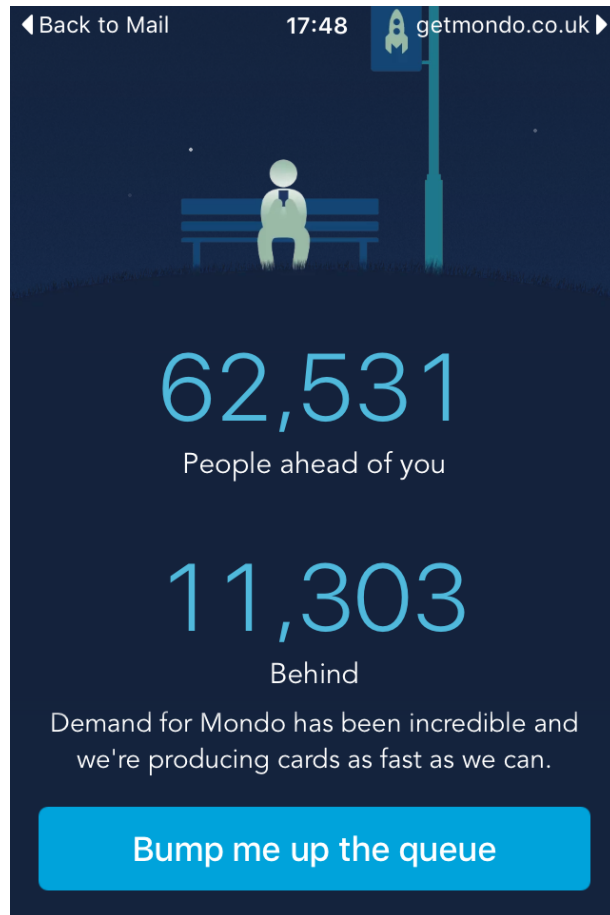 Back to Mail 17:48 getmondo.co.uk
62,531
People ahead of you
11,303
Behind
Demand for Mondo has been incredible and
we're producing cards as fast as we can.
Bump me up the queue